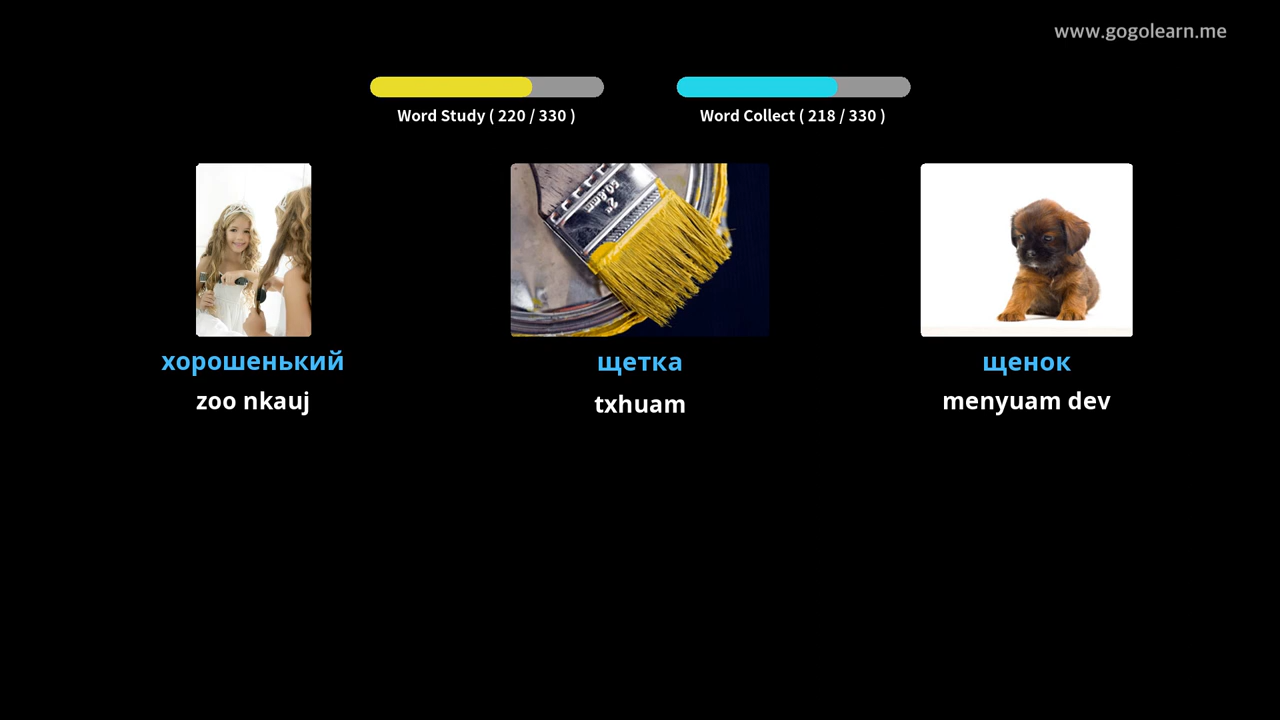 www.gogolearn.me
Word Study ( 220 / 330 )
Word Collect ( 218 / 330 )
хорошенький
щетка
щенок
zoo nkauj
txhuam
menyuam dev